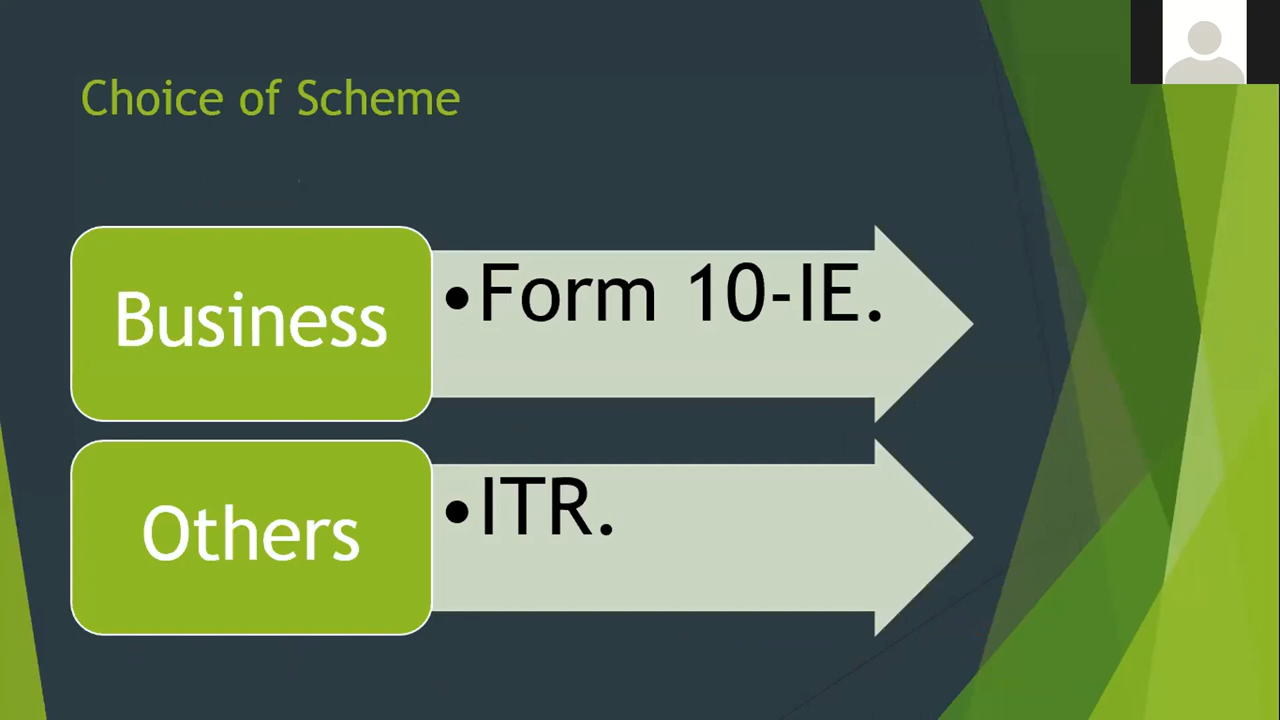 Choice of Scheme
Business
•Form 10-IE.
Others
•ITR.